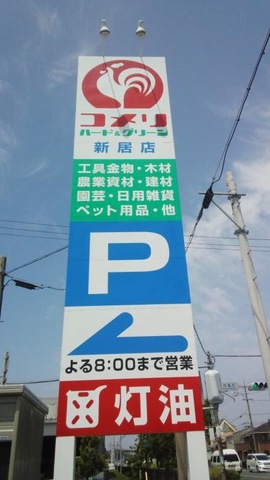 コメリ
ハード&グリーン
新居店
工具金物・木材
農業資材・建材
園芸・日用雑貨
ペット用品・他
P
よる8:00まで営業
灯油